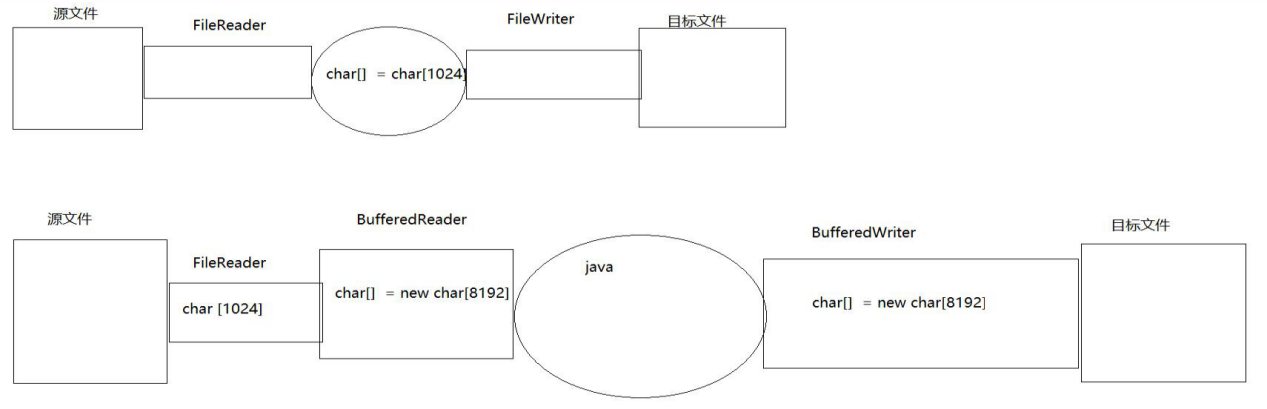 源文件
FileReader
FileWriter
目标文件
char[]  = char[1024]
源文件
BufferedReader
BufferedWriter
目标文件
FileReader
java
char[]  = new char[8192]
char [1024]
char[]  = new char[8192]